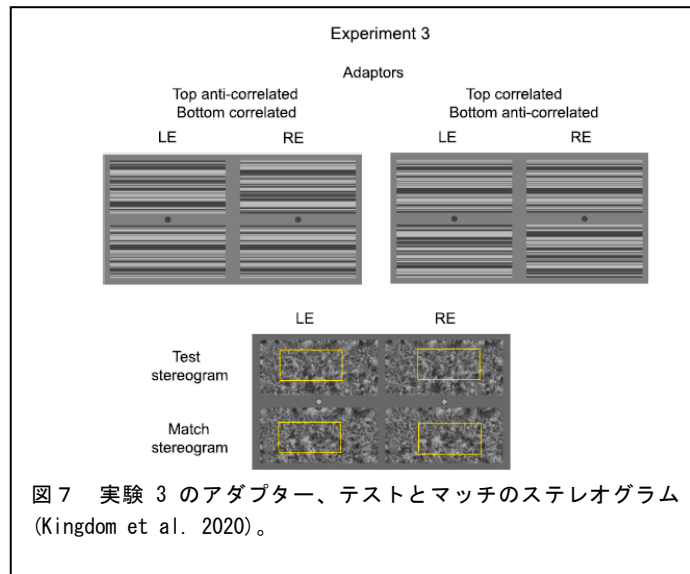 Experiment 3
Adaptors
Top anti-correlated
Bottom correlated
LE
RE
Top correlated
Bottom anti-correlated
LE
RE
LE
RE
Test
stereogram
Match
stereogram
図７　実験 3 のアダプター、テストとマッチのステレオグラム
(Kingdom et al. 2020)。